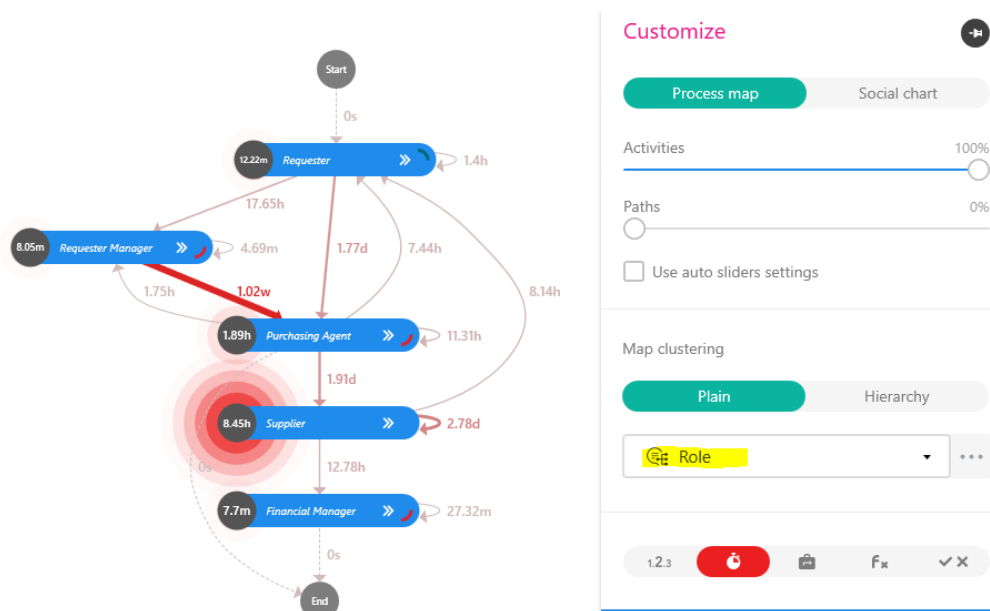 Customize
Start
Process map
Social chart
0s
Activities
100%
12.22m
Requester
1.4h
17.65h
Paths
0%
8.05m
Requester Manager
4.69m
1.77d
7.44h
Use auto sliders settings
1.75h
1.02w
8.14h
1.89h
Purchasing Agent
11.31h
Map clustering
1.91d
Plain
Hierarchy
8.45h
Supplier
2.78d
Role
0s
12.78h
7.7m
Financial Manager
27.32m
0s
1.2.3
Fx
End